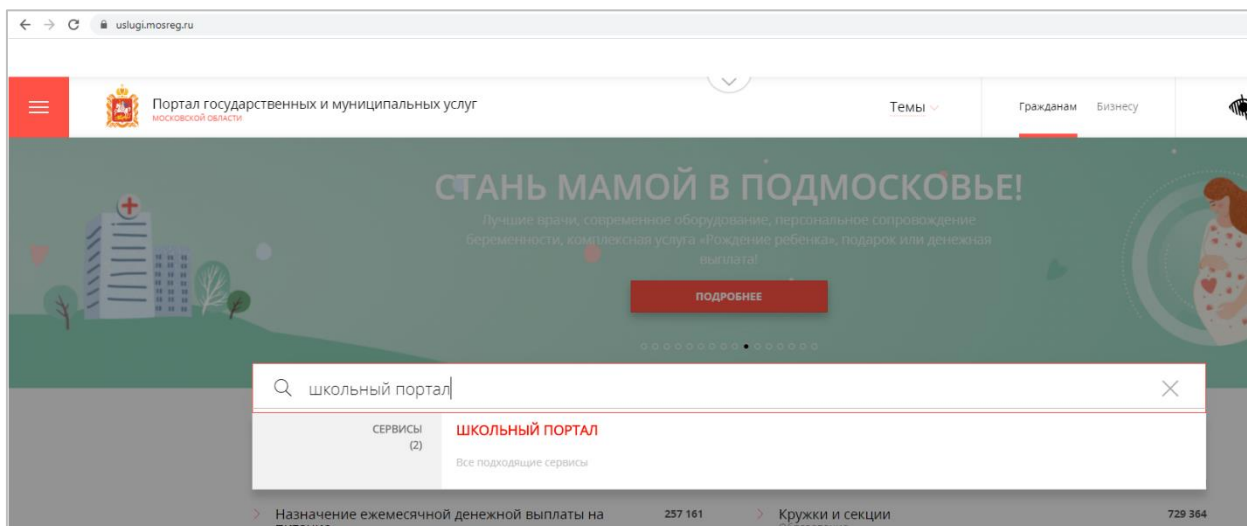 uslugi.mosreg.ru
Портал государственных и муниципальных услуг
МОСКОВСКОЙ ОБЛАСТИ
Темы
Гражданам
Бизнесу
СТАНЬ МАМОЙ В ПОДМОСКОВЬЕ!
Лучшие врачи, современное оборудование, персональное сопровождение
беременности, комплексная услуга «Рождение ребенка», подарок или денежная
выплата!
ПОДРОБНЕЕ
школьный портал
СЕРВИСЫ
(2)
ШКОЛЬНЫЙ ПОРТАЛ
Все подходящие сервисы
Назначение ежемесячной денежной выплаты на
257 161
Кружки и секции
729 364